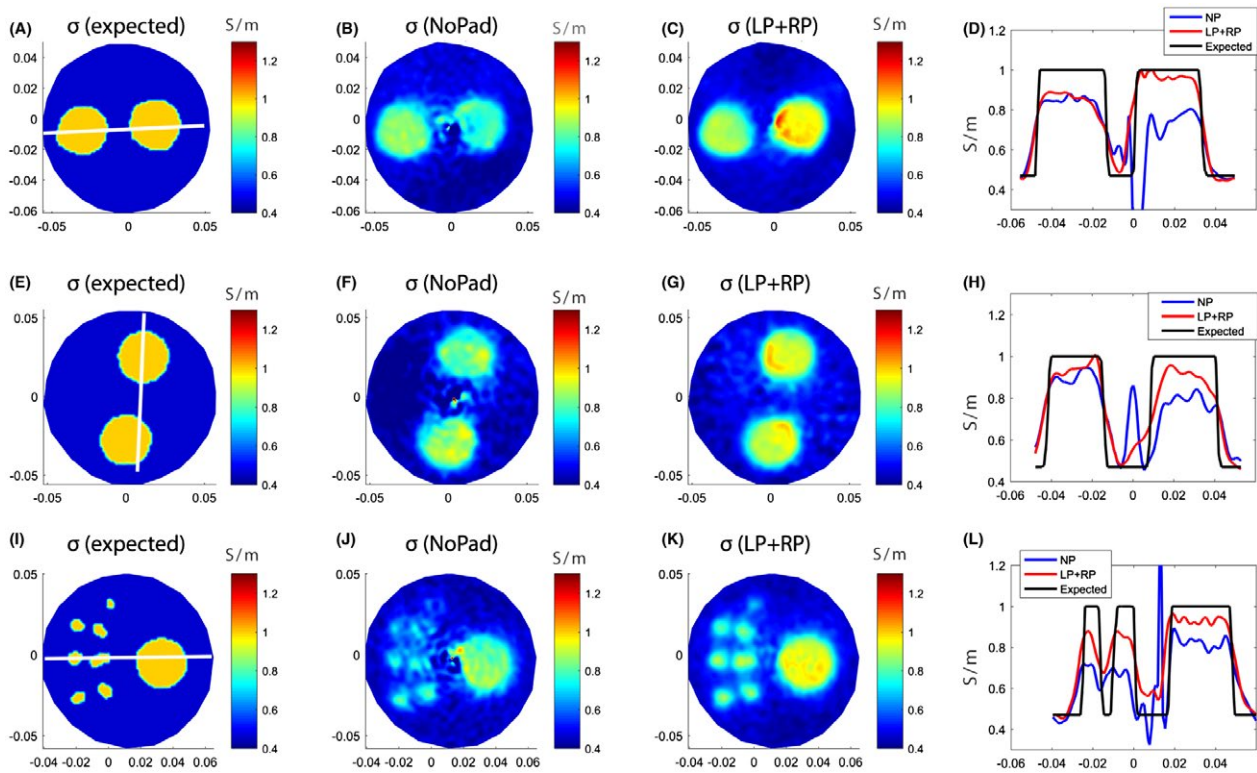 (A) σ (expected) S/m
0.04
0.02
0
-0.02
-0.04
-0.06
-0.05 0 0.05
1.2
1
0.8
0.6
0.4
(B) σ (NoPad) S/m
0.04
0.02
0
-0.02
-0.04
-0.06
-0.05 0 0.05
1.2
1
0.8
0.6
0.4
(C) σ (LP+RP) S/m
0.04
0.02
0
-0.02
-0.04
-0.06
-0.05 0 0.05
1.2
1
0.8
0.6
0.4
(D)
NP
LP+RP
Expected
S/m
1.2
1
0.8
0.6
0.4
-0.06 -0.04 -0.02 0 0.02 0.04
(E) σ (expected) S/m
0.05
0
-0.05
-0.05 0 0.05
1.2
1
0.8
0.6
0.4
(F) σ (NoPad) S/m
0.05
0
-0.05
-0.05 0 0.05
1.2
1
0.8
0.6
0.4
(G) σ (LP+RP) S/m
0.05
0
-0.05
-0.05 0 0.05
1.2
1
0.8
0.6
0.4
(H)
NP
LP+RP
Expected
S/m
1.2
1
0.8
0.6
0.4
-0.06 -0.04 -0.02 0 0.02 0.04
(I) σ (expected) S/m
0.05
0
-0.05
-0.04 -0.02 0 0.02 0.04 0.06
1.2
1
0.8
0.6
0.4
(J) σ (NoPad) S/m
0.05
0
-0.05
-0.04 -0.02 0 0.02 0.04 0.06
1.2
1
0.8
0.6
0.4
(K) σ (LP+RP) S/m
0.05
0
-0.05
-0.04 -0.02 0 0.02 0.04 0.06
1.2
1
0.8
0.6
0.4
(L)
NP
LP+RP
Expected
S/m
1.2
1
0.8
0.6
0.4
-0.04 -0.02 0 0.02 0.04